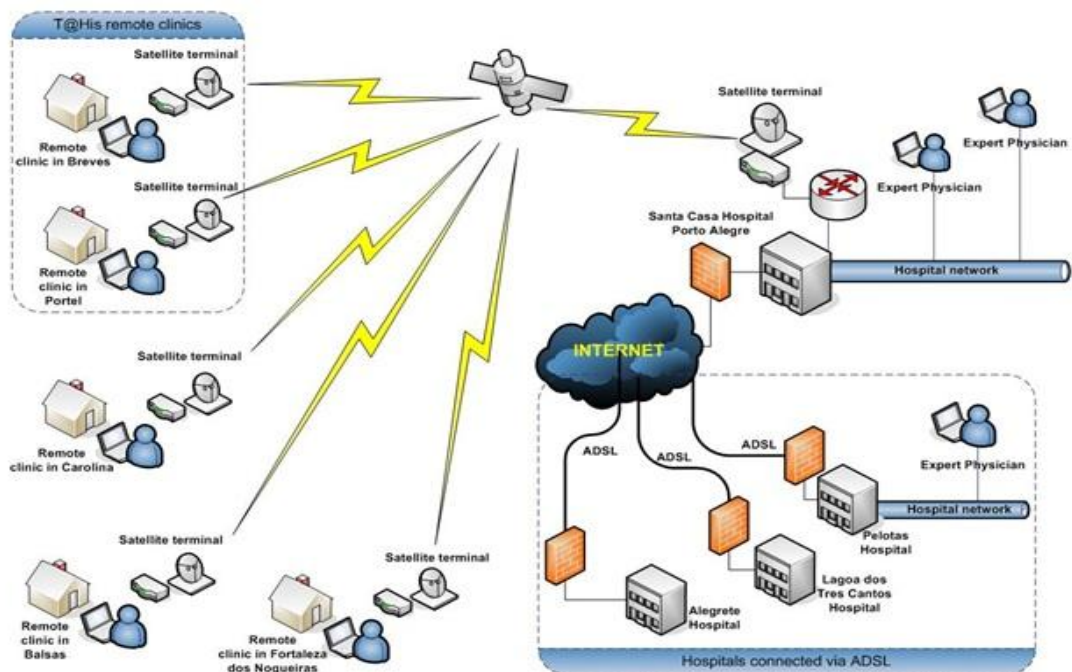 T@His remote clinics
Satellite terminal
Remote
clinic in Breves
Satellite terminal
Remote
clinic in
Portel
Satellite terminal
Remote
clinic in Carolina
Satellite terminal
Remote
clinic in
Balsas
Satellite terminal
Remote
clinic in Fortaleza
dos Nogueiras
Satellite terminal
Expert Physician
Expert Physician
Santa Casa Hospital
Porto Alegre
Hospital network
INTERNET
ADSL
ADSL
ADSL
Expert Physician
Hospital network
Pelotas
Hospital
Lagoa dos
Tres Cantos
Hospital
Alegrete
Hospital
Hospitals connected via ADSL